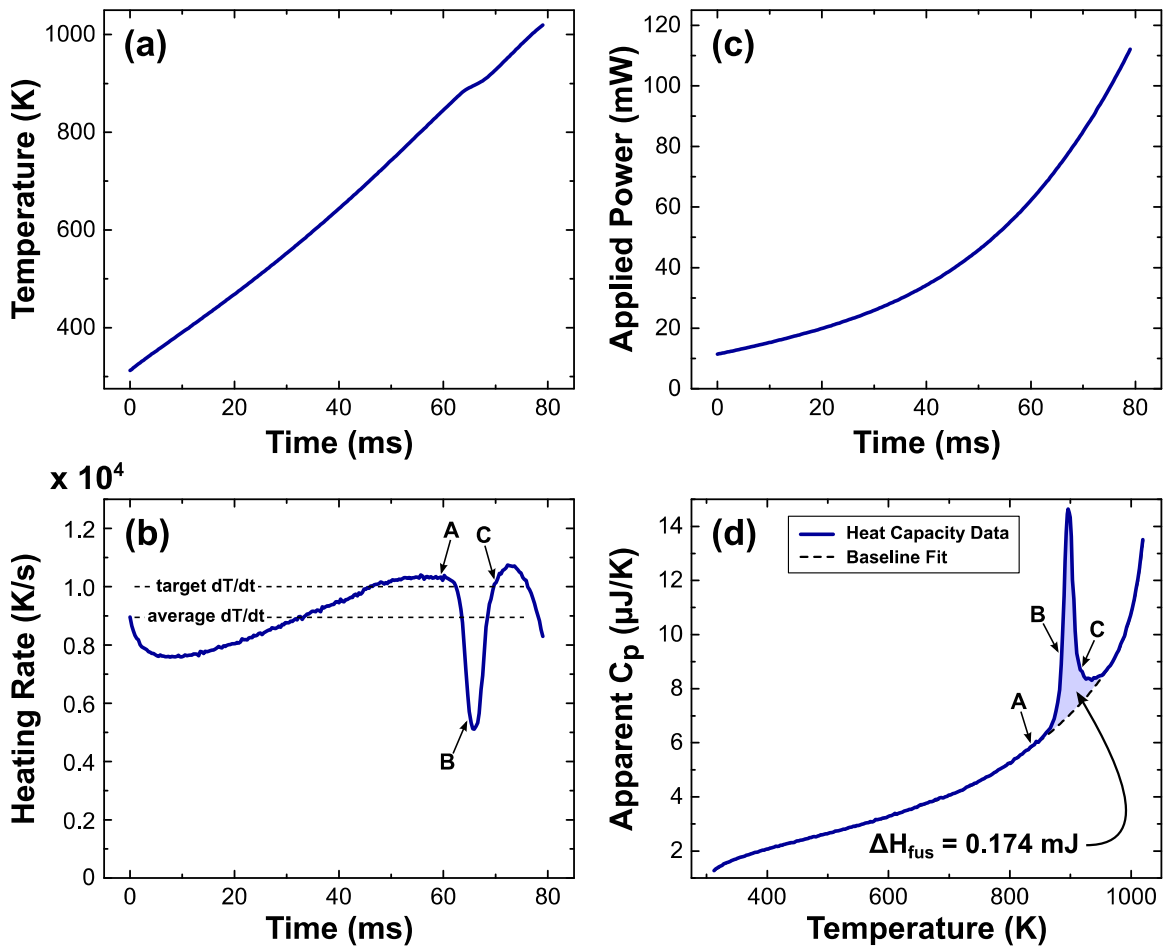 (a)
Temperature (K)
1000
800
600
400
0 20 40 60 80
Time (ms)
(c)
Applied Power (mW)
120
100
80
60
40
20
0
0 20 40 60 80
Time (ms)
x 10⁴
(b)
Heating Rate (K/s)
1.2
1.0
0.8
0.6
0.4
0.2
0
A
C
target dT/dt
average dT/dt
B
0 20 40 60 80
Time (ms)
(d)
Apparent Cₚ (µJ/K)
14
12
10
8
6
4
2
Heat Capacity Data
Baseline Fit
B
C
A
ΔH_fus = 0.174 mJ
400 600 800 1000
Temperature (K)